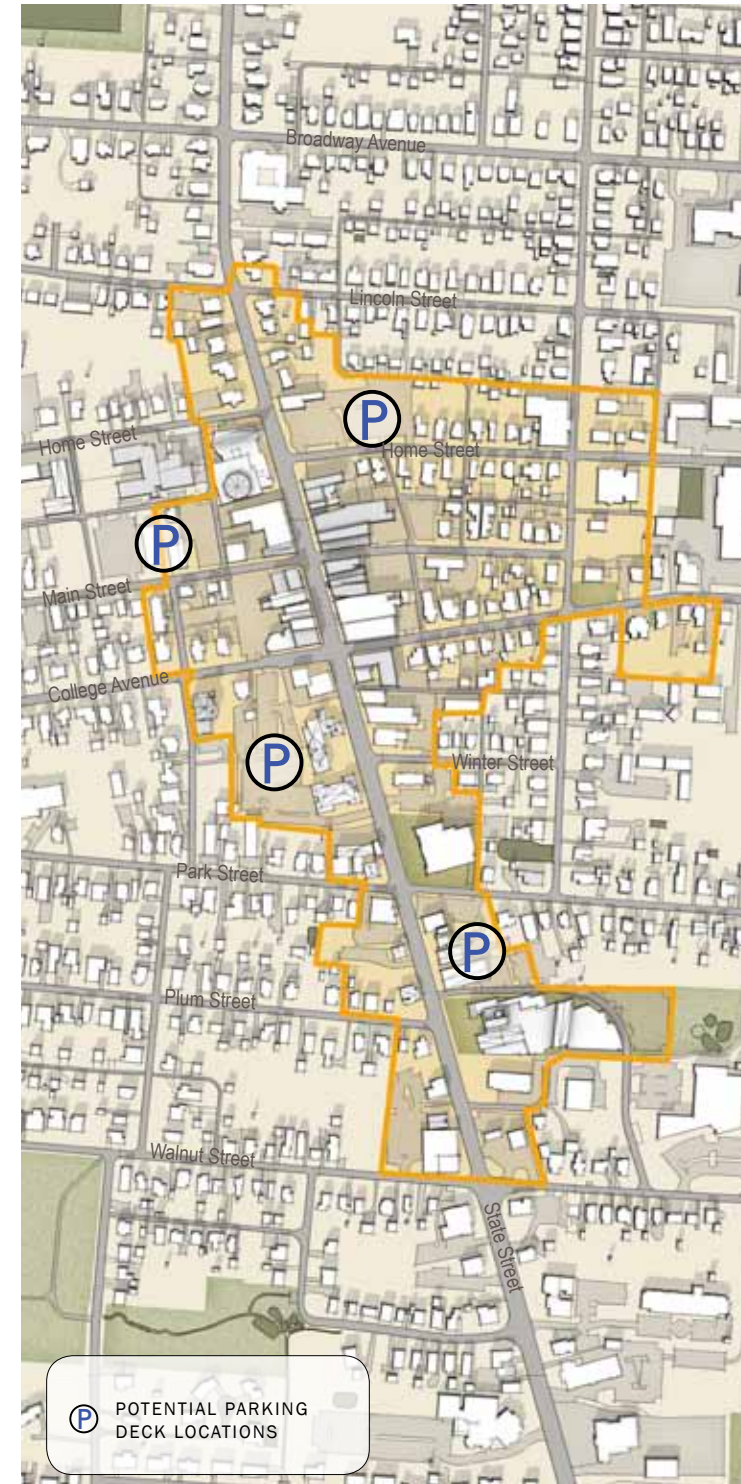 Broadway Avenue
Lincoln Street
P
Home Street
Home Street
P
Main Street
College Avenue
P
Winter Street
Park Street
P
Plum Street
Walnut Street
State Street
P POTENTIAL PARKING
DECK LOCATIONS